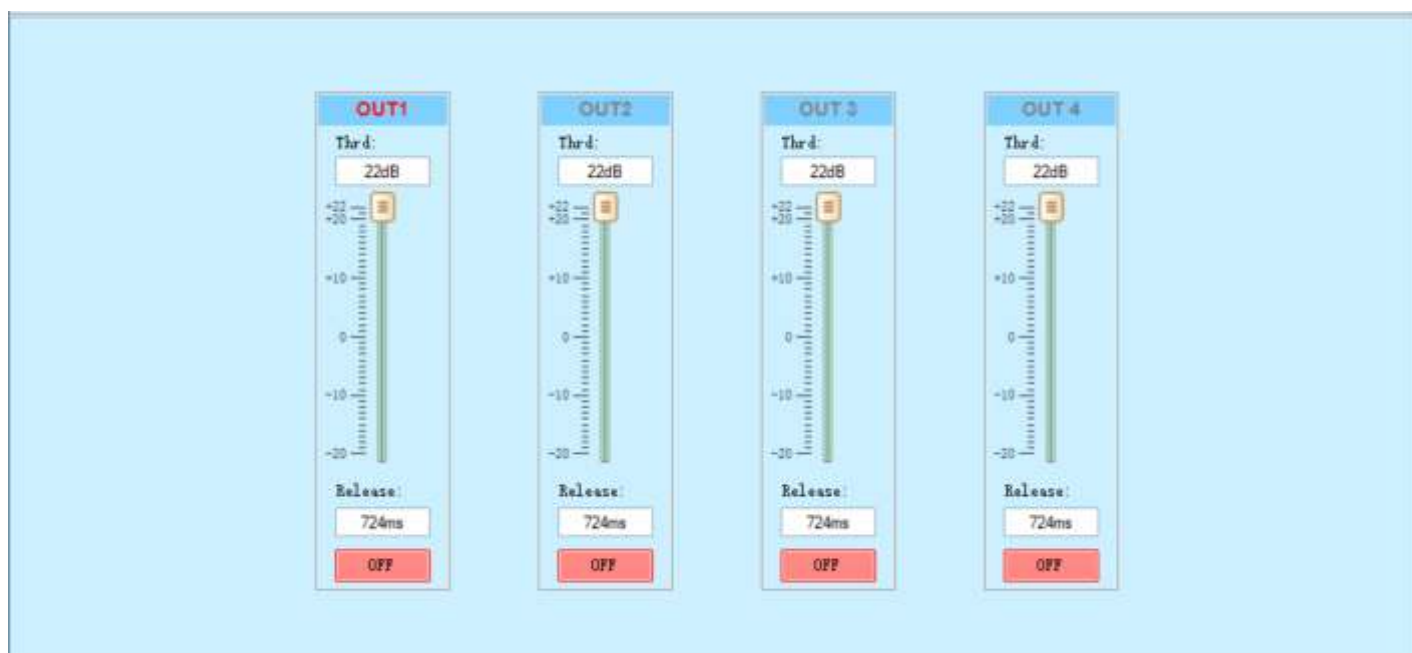 OUT1
Thrd:
22dB
+22
+20
+10
0
-10
-20
Release:
724ms
OFF
OUT2
Thrd:
22dB
+22
+20
+10
0
-10
-20
Release:
724ms
OFF
OUT 3
Thrd:
22dB
+22
+20
+10
0
-10
-20
Release:
724ms
OFF
OUT 4
Thrd:
22dB
+22
+20
+10
0
-10
-20
Release:
724ms
OFF